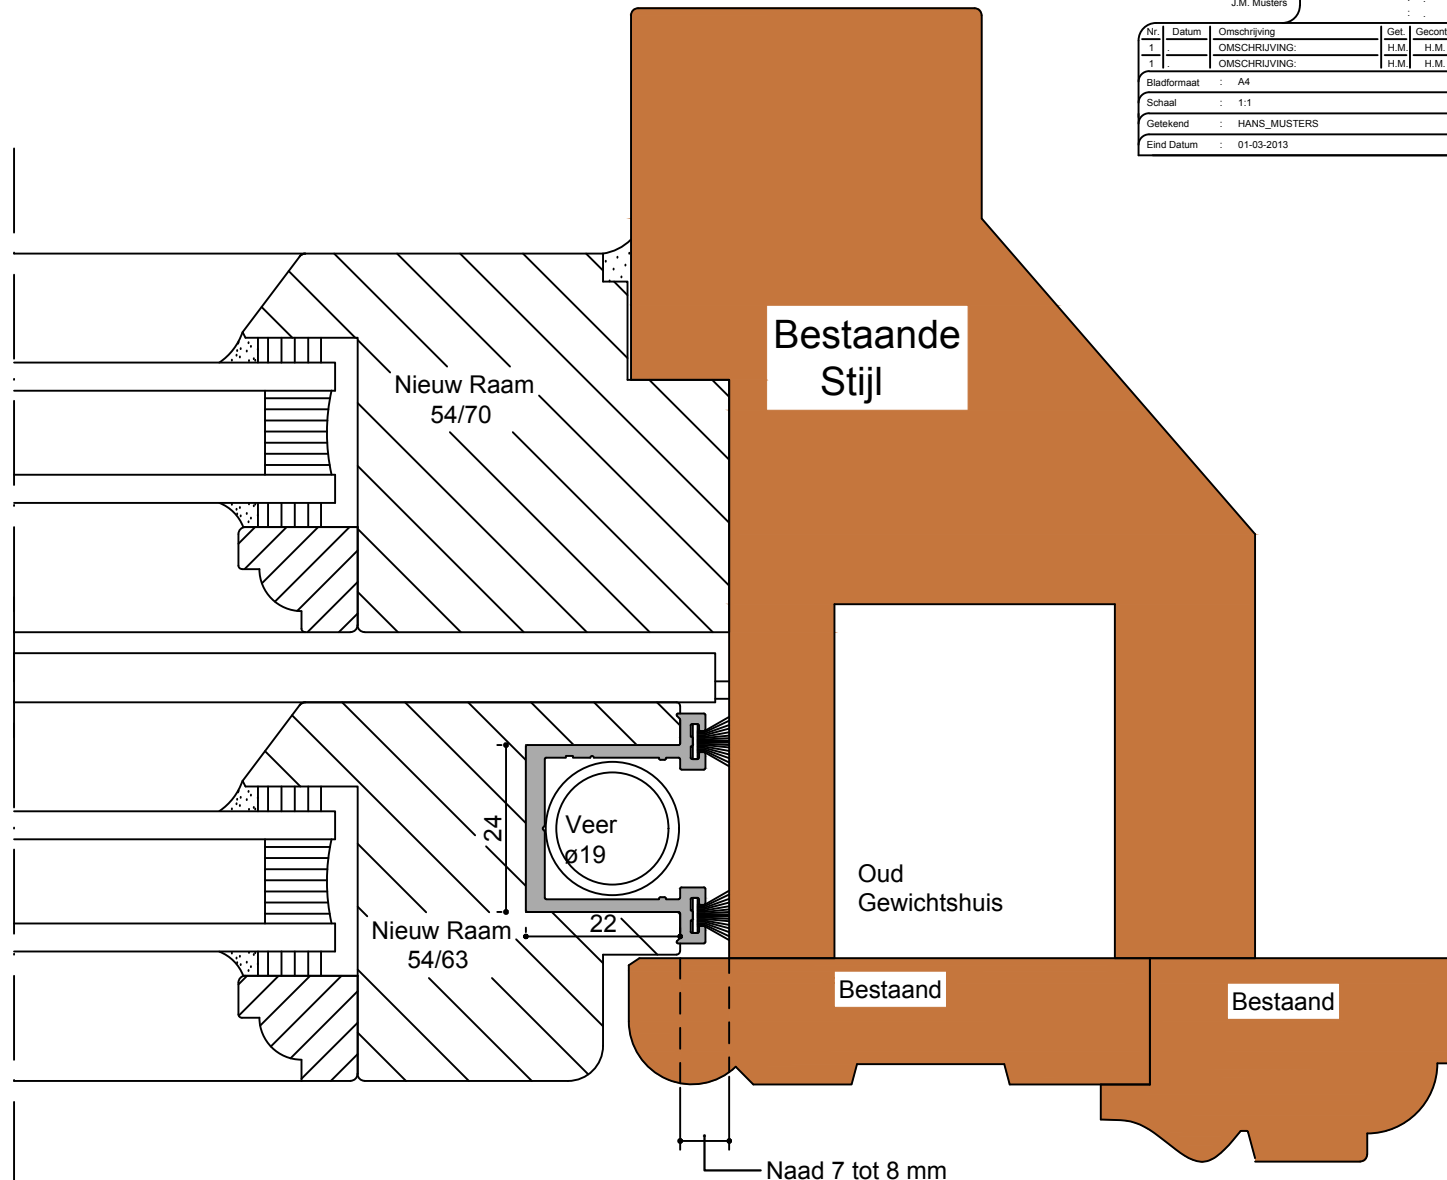 J.M. Musters
Nr. Datum Omschrijving Get. Gecont
1 . OMSCHRIJVING: H.M. H.M.
1 . OMSCHRIJVING: H.M. H.M.
Bladformaat : A4
Schaal : 1:1
Getekend : HANS_MUSTERS
Eind Datum : 01-03-2013
Bestaande
Stijl
Nieuw Raam
54/70
24
Veer
ø19
22
Nieuw Raam
54/63
Oud
Gewichtshuis
Bestaand
Bestaand
Naad 7 tot 8 mm